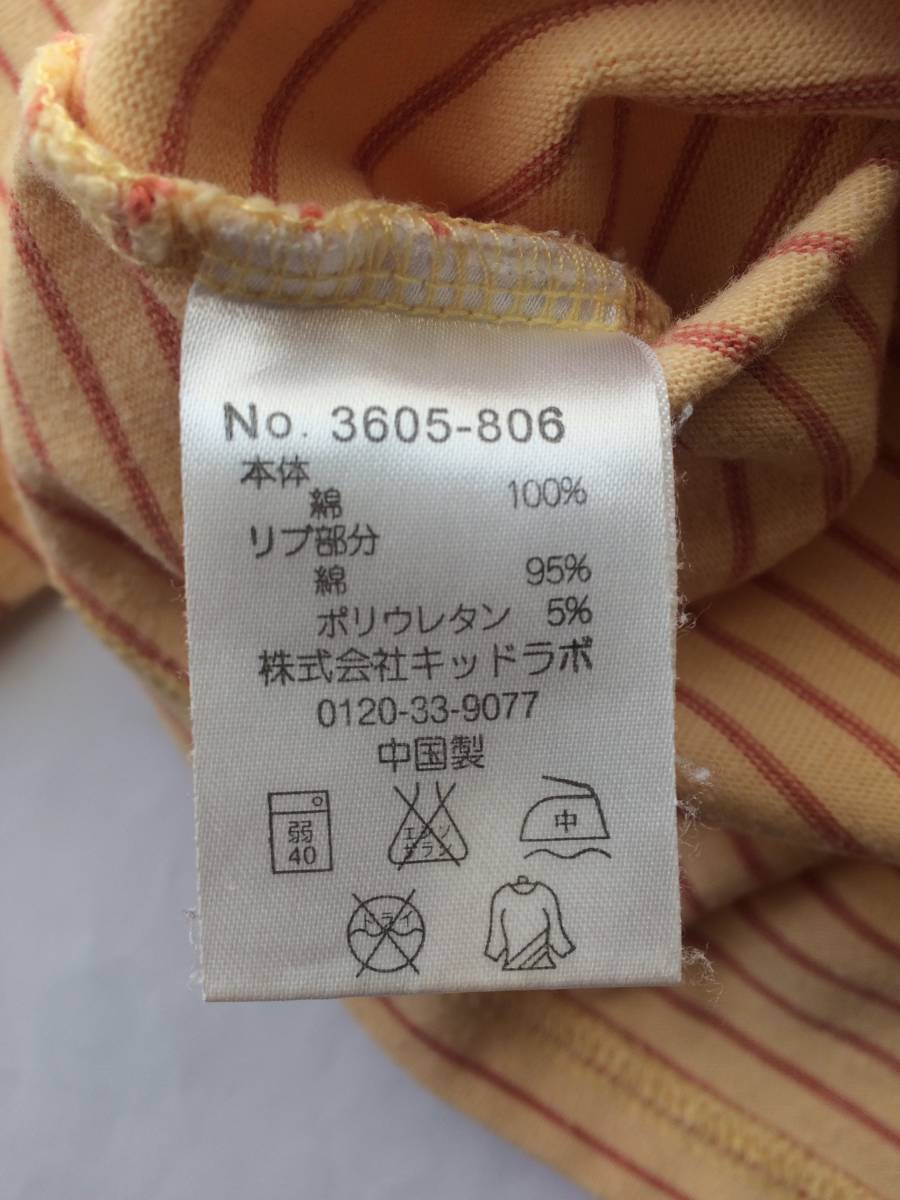 No. 3605-806
本体
綿 100%
リブ部分
綿 95%
ポリウレタン 5%
株式会社キッドラボ
0120-33-9077
中国製
弱
40
エンソ
サラシ
中
ドライ